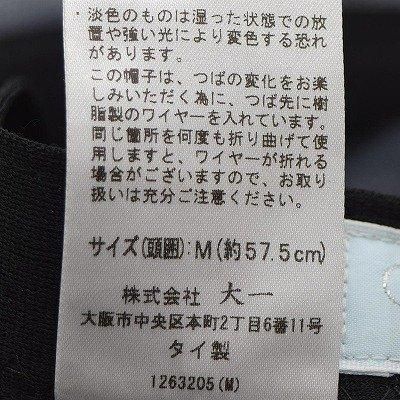 ・淡色のものは湿った状態での放
置や強い光により変色する恐れ
があります。
この帽子は、つばの変化をお楽
しみいただく為に、つば先に樹
脂製のワイヤーを入れています。
同じ箇所を何度も折り曲げて使
用しますと、ワイヤーが折れる
場合がございますので、お取り
扱いは充分ご注意ください。
サイズ(頭囲):M(約57.5cm)
株式会社 大一
大阪市中央区本町2丁目6番11号
タイ製
1263205(M)